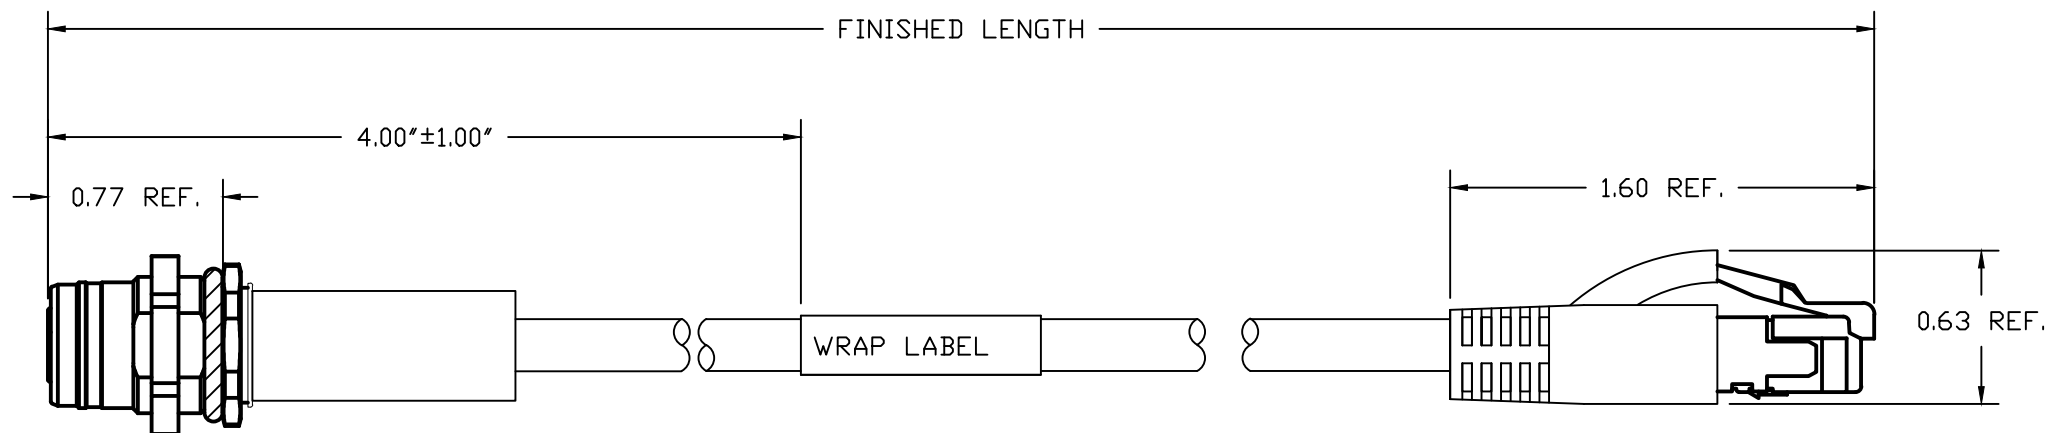 FINISHED LENGTH
4.00"±1.00"
0.77 REF.
1.60 REF.
0.63 REF.
WRAP LABEL